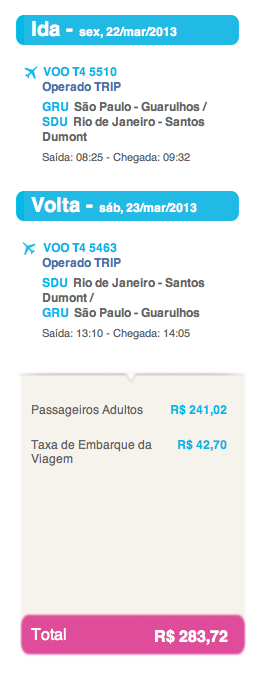 Ida - sex, 22/mar/2013
VOO T4 5510
Operado TRIP
GRU São Paulo - Guarulhos /
SDU Rio de Janeiro - Santos
Dumont
Saída: 08:25 - Chegada: 09:32
Volta - sáb, 23/mar/2013
VOO T4 5463
Operado TRIP
SDU Rio de Janeiro - Santos
Dumont /
GRU São Paulo - Guarulhos
Saída: 13:10 - Chegada: 14:05
Passageiros Adultos R$ 241,02
Taxa de Embarque da R$ 42,70
Viagem
Total R$ 283,72